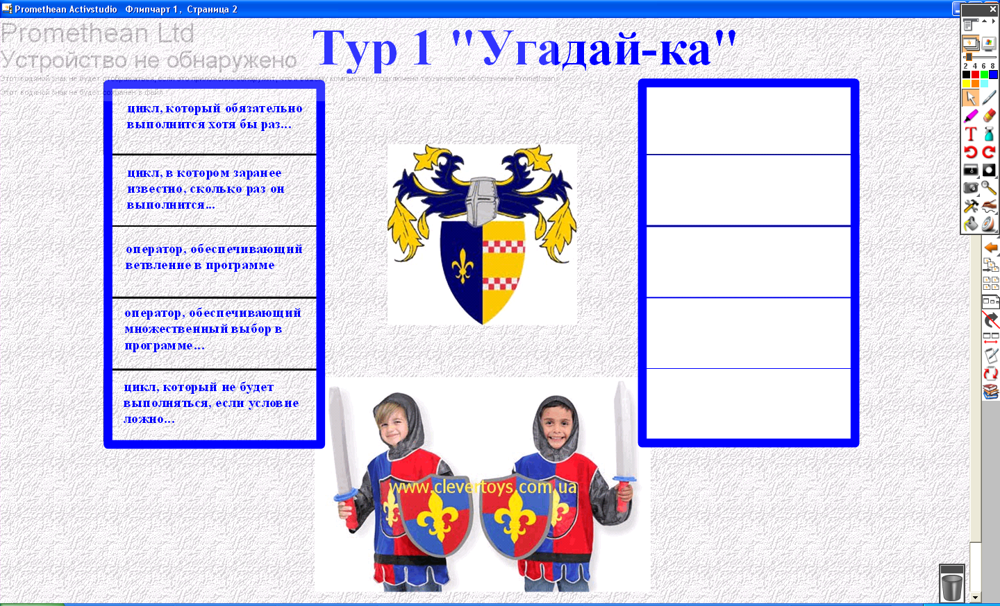 Promethean Activstudio Флипчарт 1, Страница 2
Promethean Ltd
Устройство не обнаружено
Этот водяной знак не будет отображаться, если это приложение обнаружит, что к вашему компьютеру подключено техническое обеспечение Promethean
Этот водяной знак не будет сохранен в файл
Тур 1 "Угадай-ка"
цикл, который обязательно
выполнится хотя бы раз...
цикл, в котором заранее
известно, сколько раз он
выполнится...
оператор, обеспечивающий
ветвление в программе
оператор, обеспечивающий
множественный выбор в
программе...
цикл, который не будет
выполняться, если условие
ложно...
www.clevertoys.com.ua
2 4 6 8
T